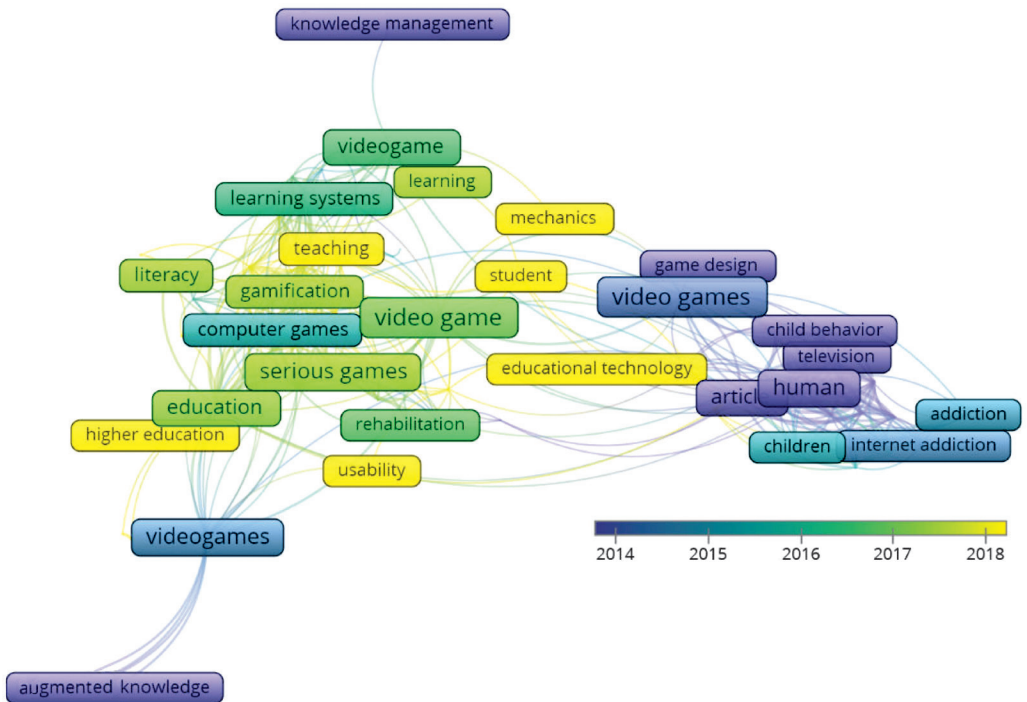 knowledge management
videogame
learning
learning systems
mechanics
teaching
game design
literacy
student
gamification
video games
video game
computer games
child behavior
television
serious games
educational technology
human
articl
education
addiction
rehabilitation
higher education
children
internet addiction
usability
videogames
2014 2015 2016 2017 2018
augmented knowledge